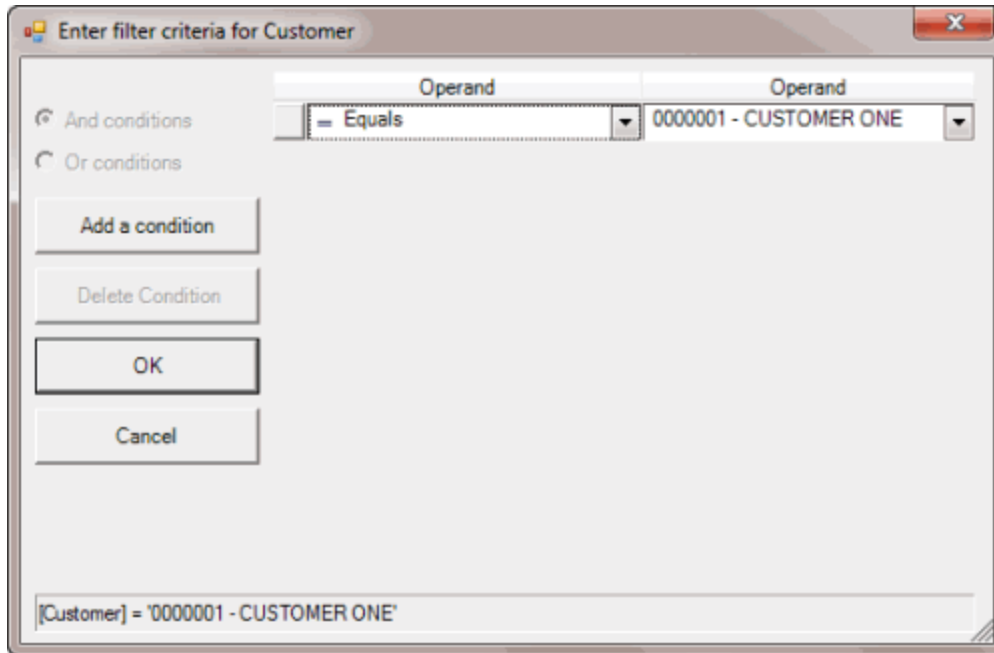 Enter filter criteria for Customer
Operand Operand
And conditions
= Equals 0000001 - CUSTOMER ONE
Or conditions
Add a condition
Delete Condition
OK
Cancel
[Customer] = '0000001 - CUSTOMER ONE'